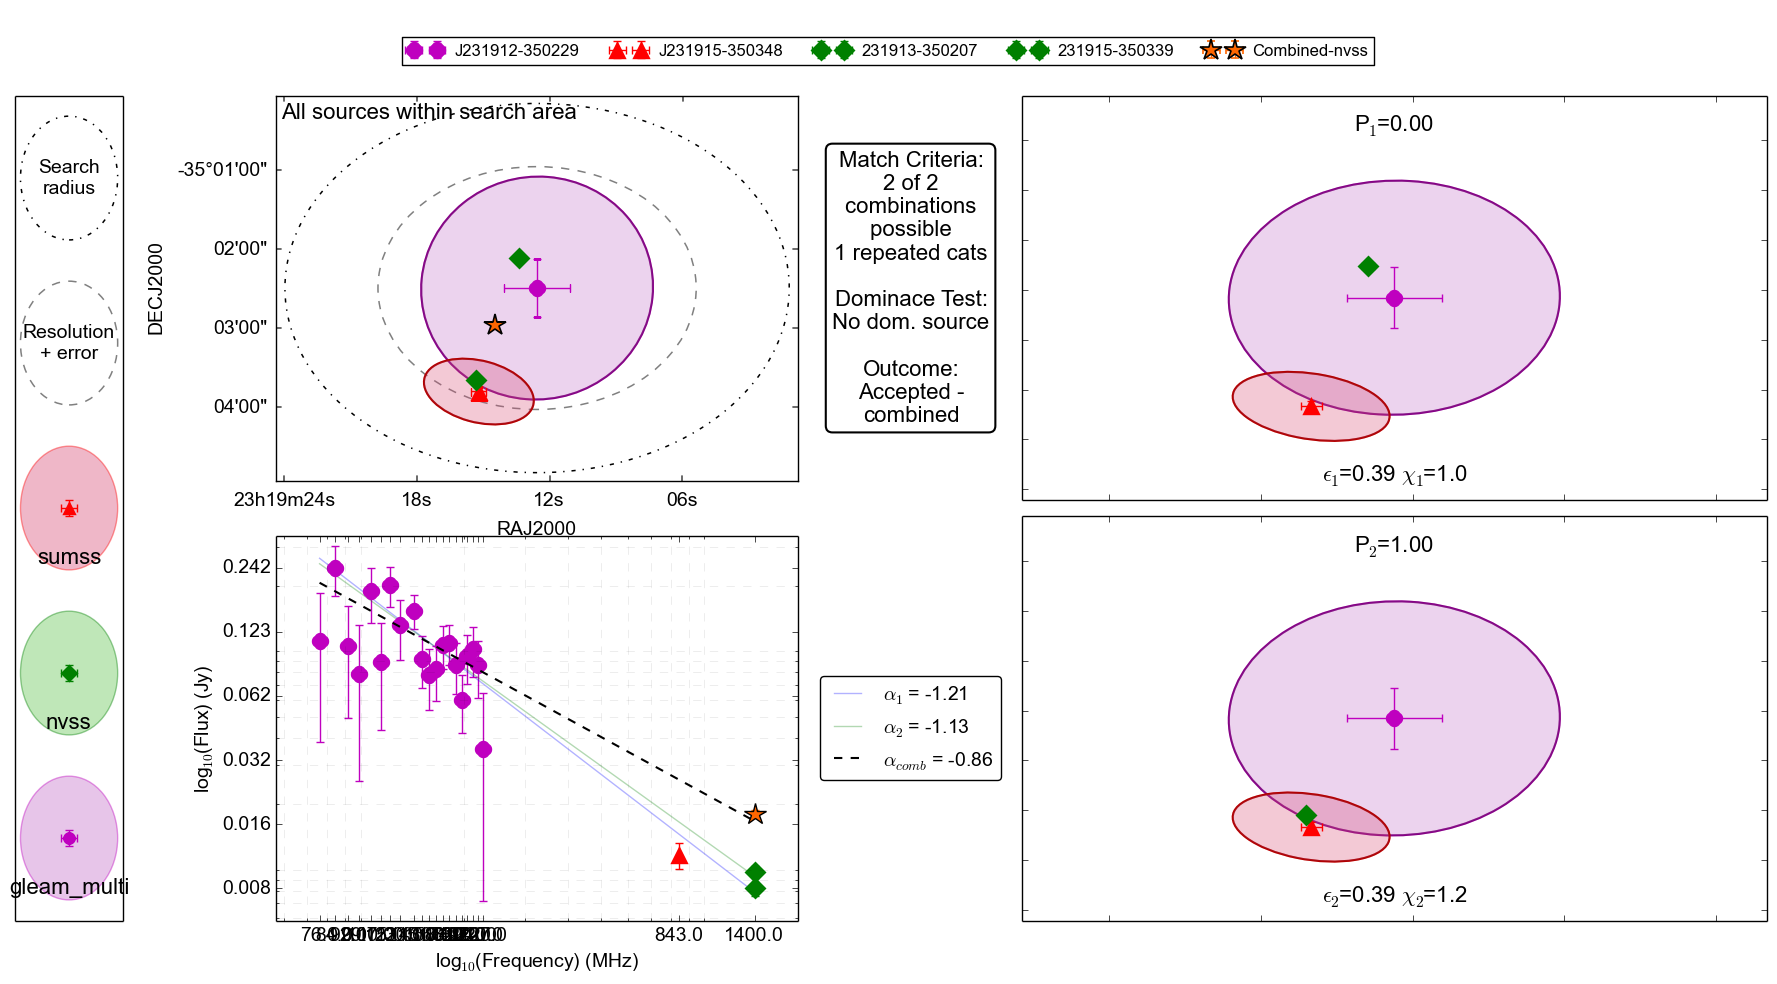 J231912-350229 J231915-350348 231913-350207 231915-350339 Combined-nvss
Search
radius
Resolution
+ error
sumss
nvss
gleam_multi
All sources within search area
DECJ2000
-35°01'00"
02'00"
03'00"
04'00"
23h19m24s 18s 12s 06s
RAJ2000
Match Criteria:
2 of 2
combinations
possible
1 repeated cats
Dominace Test:
No dom. source
Outcome:
Accepted -
combined
P1=0.00
ϵ1=0.39 χ1=1.0
P2=1.00
ϵ2=0.39 χ2=1.2
log10(Flux) (Jy)
0.242
0.123
0.062
0.032
0.016
0.008
843.0 1400.0
log10(Frequency) (MHz)
α1 = -1.21
α2 = -1.13
αcomb = -0.86